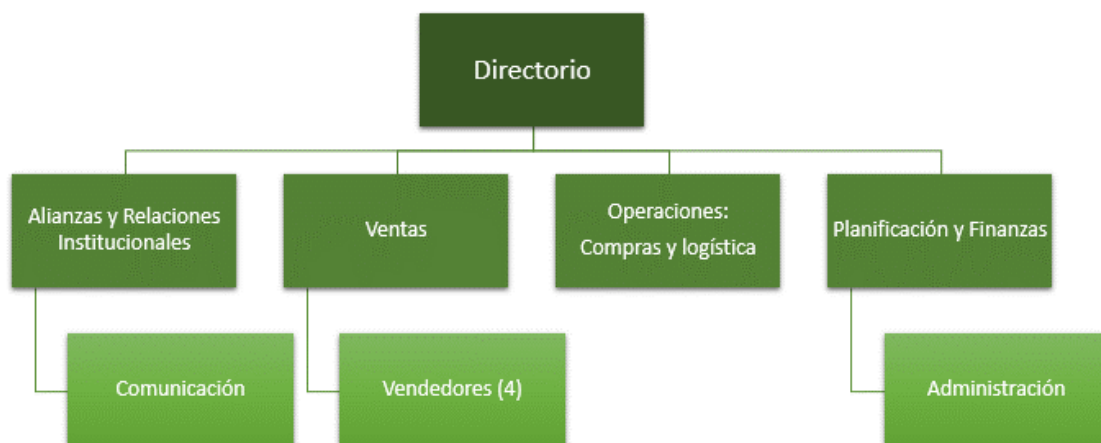 Directorio
Alianzas y Relaciones
Institucionales
Ventas
Operaciones:
Compras y logística
Planificación y Finanzas
Comunicación
Vendedores (4)
Administración